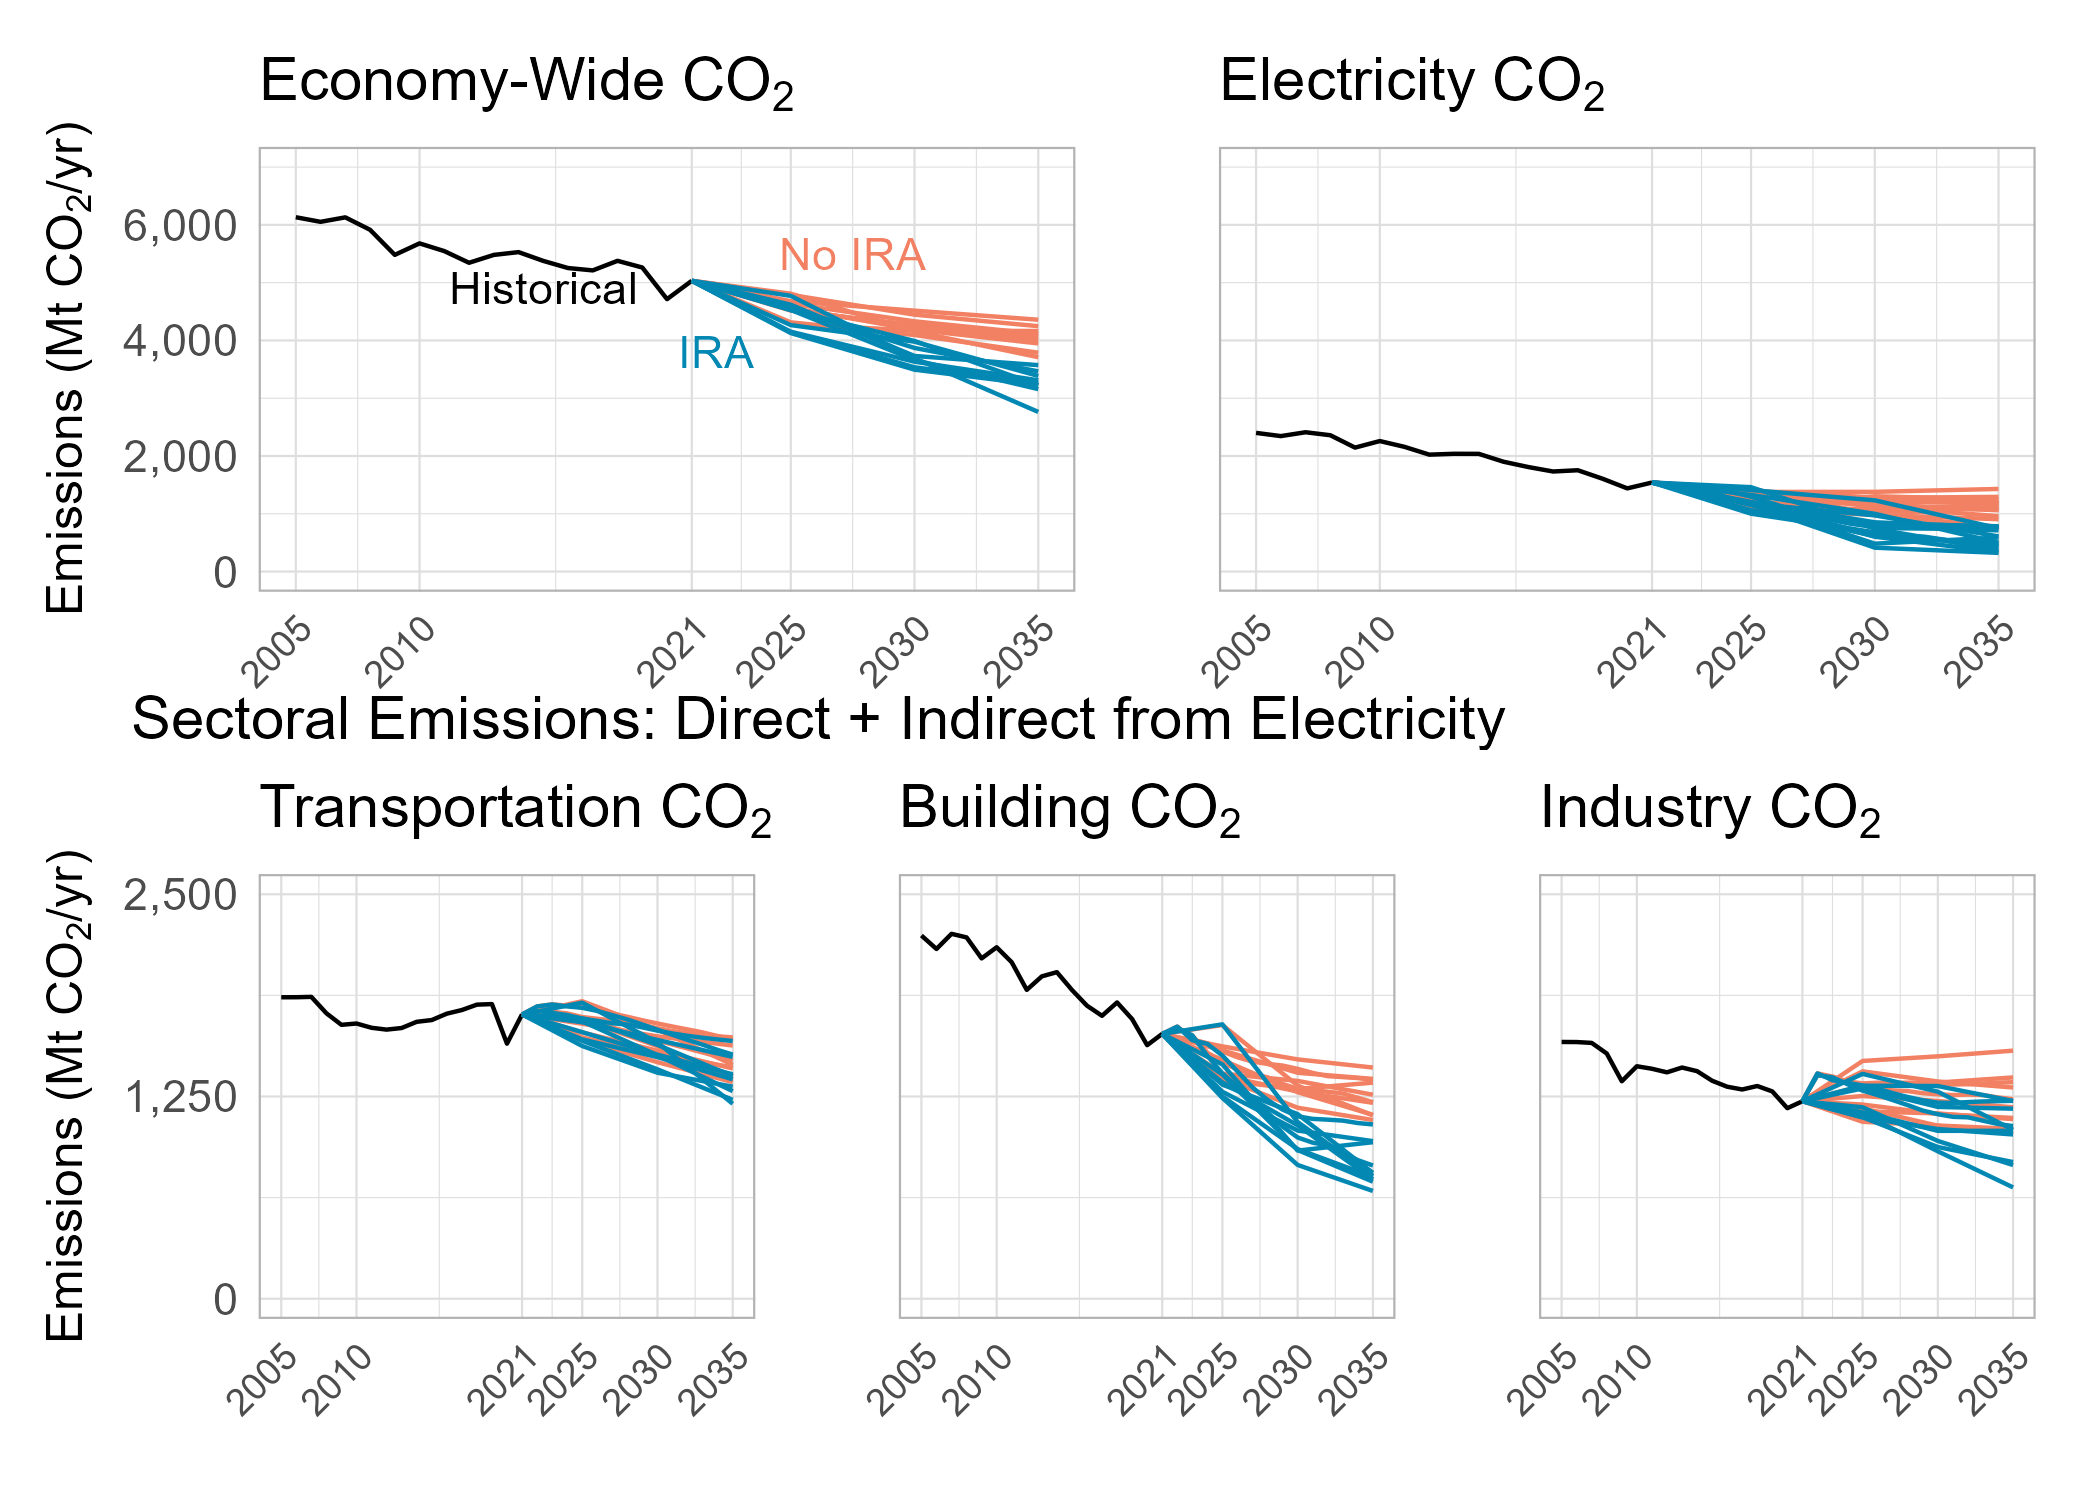 Economy-Wide CO₂
Electricity CO₂
Emissions (Mt CO₂/yr)
6,000
4,000
2,000
0
No IRA
Historical
IRA
2005 2010 2021 2025 2030 2035
2005 2010 2021 2025 2030 2035
Sectoral Emissions: Direct + Indirect from Electricity
Transportation CO₂
Building CO₂
Industry CO₂
Emissions (Mt CO₂/yr)
2,500
1,250
0
2005 2010 2021 2025 2030 2035
2005 2010 2021 2025 2030 2035
2005 2010 2021 2025 2030 2035